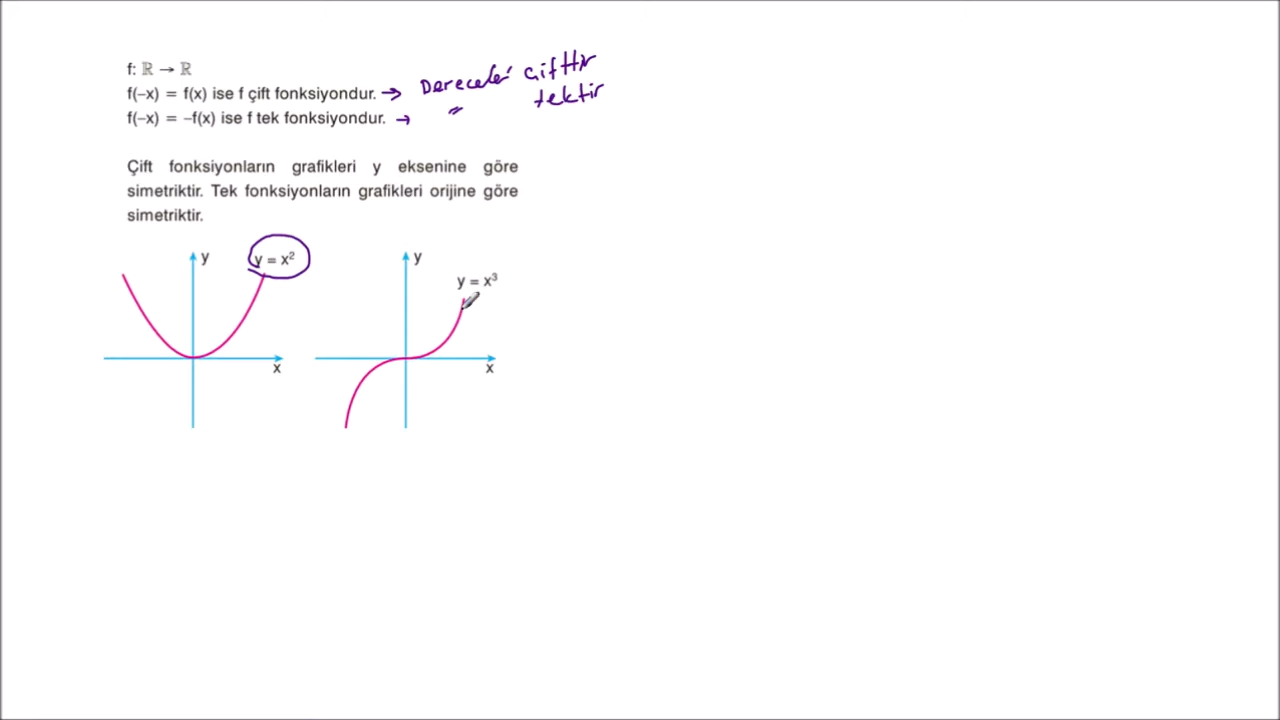 f: ℝ → ℝ
f(−x) = f(x) ise f çift fonksiyondur. → Dereceleri çifttir
f(−x) = −f(x) ise f tek fonksiyondur. → " tektir
Çift fonksiyonların grafikleri y eksenine göre
simetriktir. Tek fonksiyonların grafikleri orijine göre
simetriktir.
y y = x²
x
y
y = x³
x